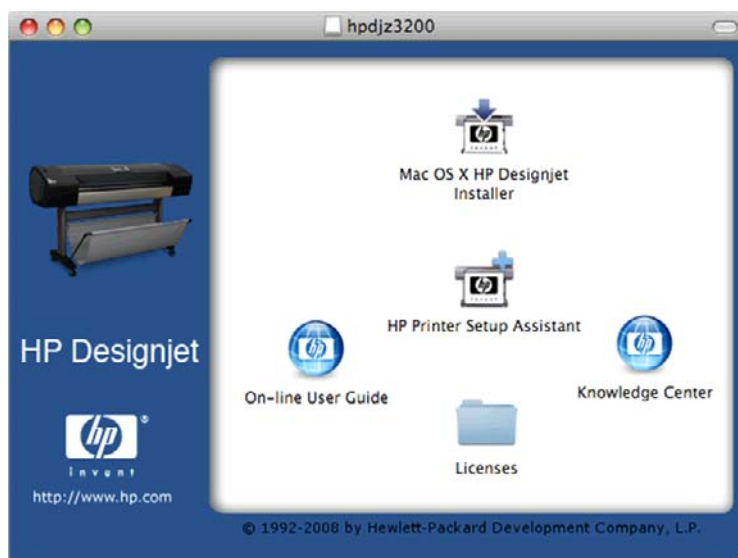 hpdjz3200
Mac OS X HP Designjet
Installer
HP Printer Setup Assistant
On-line User Guide
Knowledge Center
Licenses
HP Designjet
hp
®
invent
http://www.hp.com
© 1992-2008 by Hewlett-Packard Development Company, L.P.